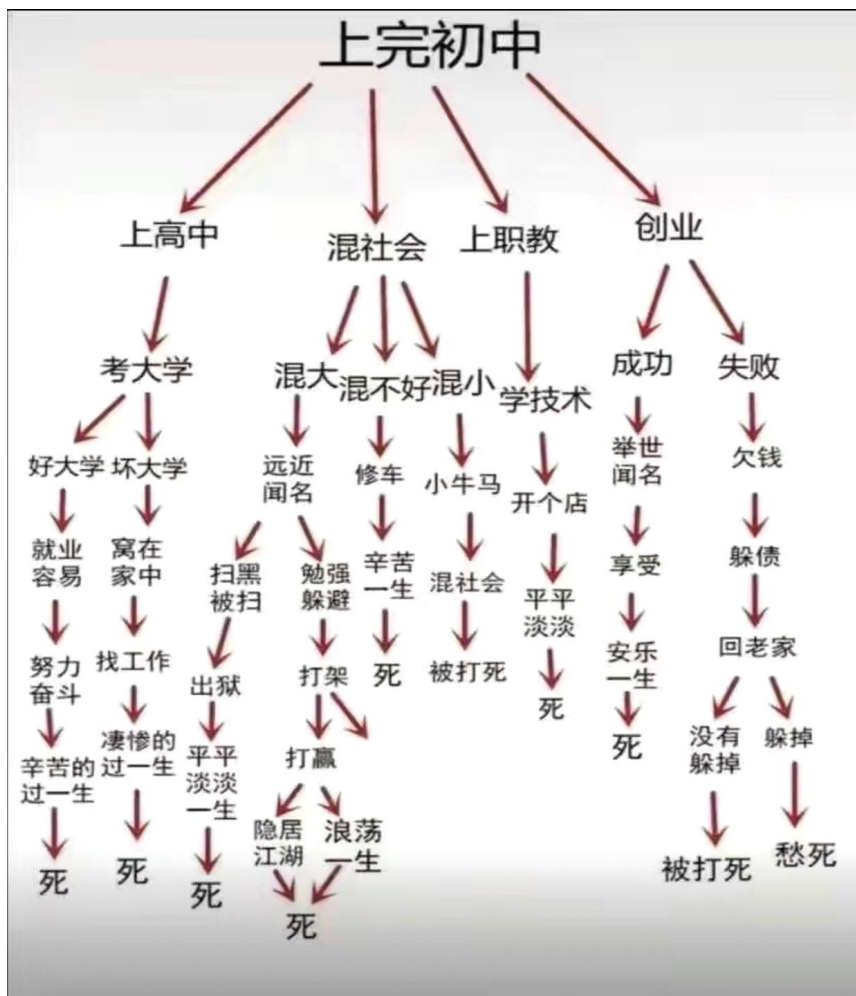 上完初中
上高中
混社会
上职教
创业
考大学
混大
混不好
混小
学技术
成功
失败
好大学
坏大学
远近
闻名
修车
小牛马
开个店
举世
闻名
欠钱
就业
容易
窝在
家中
扫黑
被扫
勉强
躲避
辛苦
一生
混社会
平平
淡淡
享受
躲债
努力
奋斗
找工作
出狱
打架
死
被打死
死
安乐
一生
回老家
辛苦的
过一生
凄惨的
过一生
平平
淡淡
一生
打赢
死
没有
躲掉
躲掉
隐居
江湖
浪荡
一生
死
死
死
死
被打死
愁死